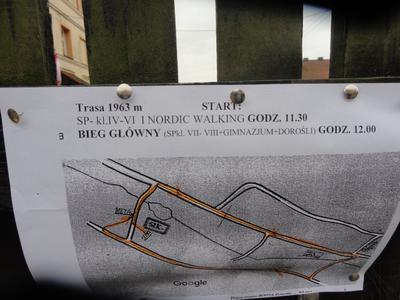 Trasa 1963 m START:
SP- kl.IV-VI I NORDIC WALKING GODZ. 11.30
BIEG GŁÓWNY (SPkl. VII- VIII+GIMNAZJUM+DOROŚLI) GODZ. 12.00
META
Google